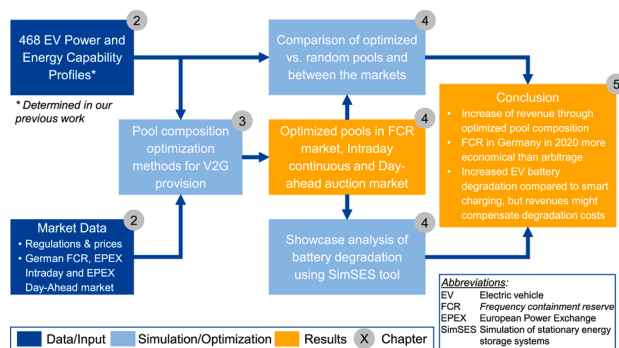 2
468 EV Power and
Energy Capability
Profiles*
* Determined in our
previous work
4
Comparison of optimized
vs. random pools and
between the markets
3
Pool composition
optimization
methods for V2G
provision
4
Optimized pools in FCR
market, Intraday
continuous and Day-
ahead auction market
5
Conclusion
• Increase of revenue through
optimized pool composition
• FCR in Germany in 2020 more
economical than arbitrage
• Increased EV battery
degradation compared to smart
charging, but revenues might
compensate degradation costs
2
Market Data
• Regulations & prices
• German FCR, EPEX
Intraday and EPEX
Day-Ahead market
4
Showcase analysis of
battery degradation
using SimSES tool
Abbreviations:
EV Electric vehicle
FCR Frequency containment reserve
EPEX European Power Exchange
SimSES Simulation of stationary energy
storage systems
Data/Input Simulation/Optimization Results X Chapter